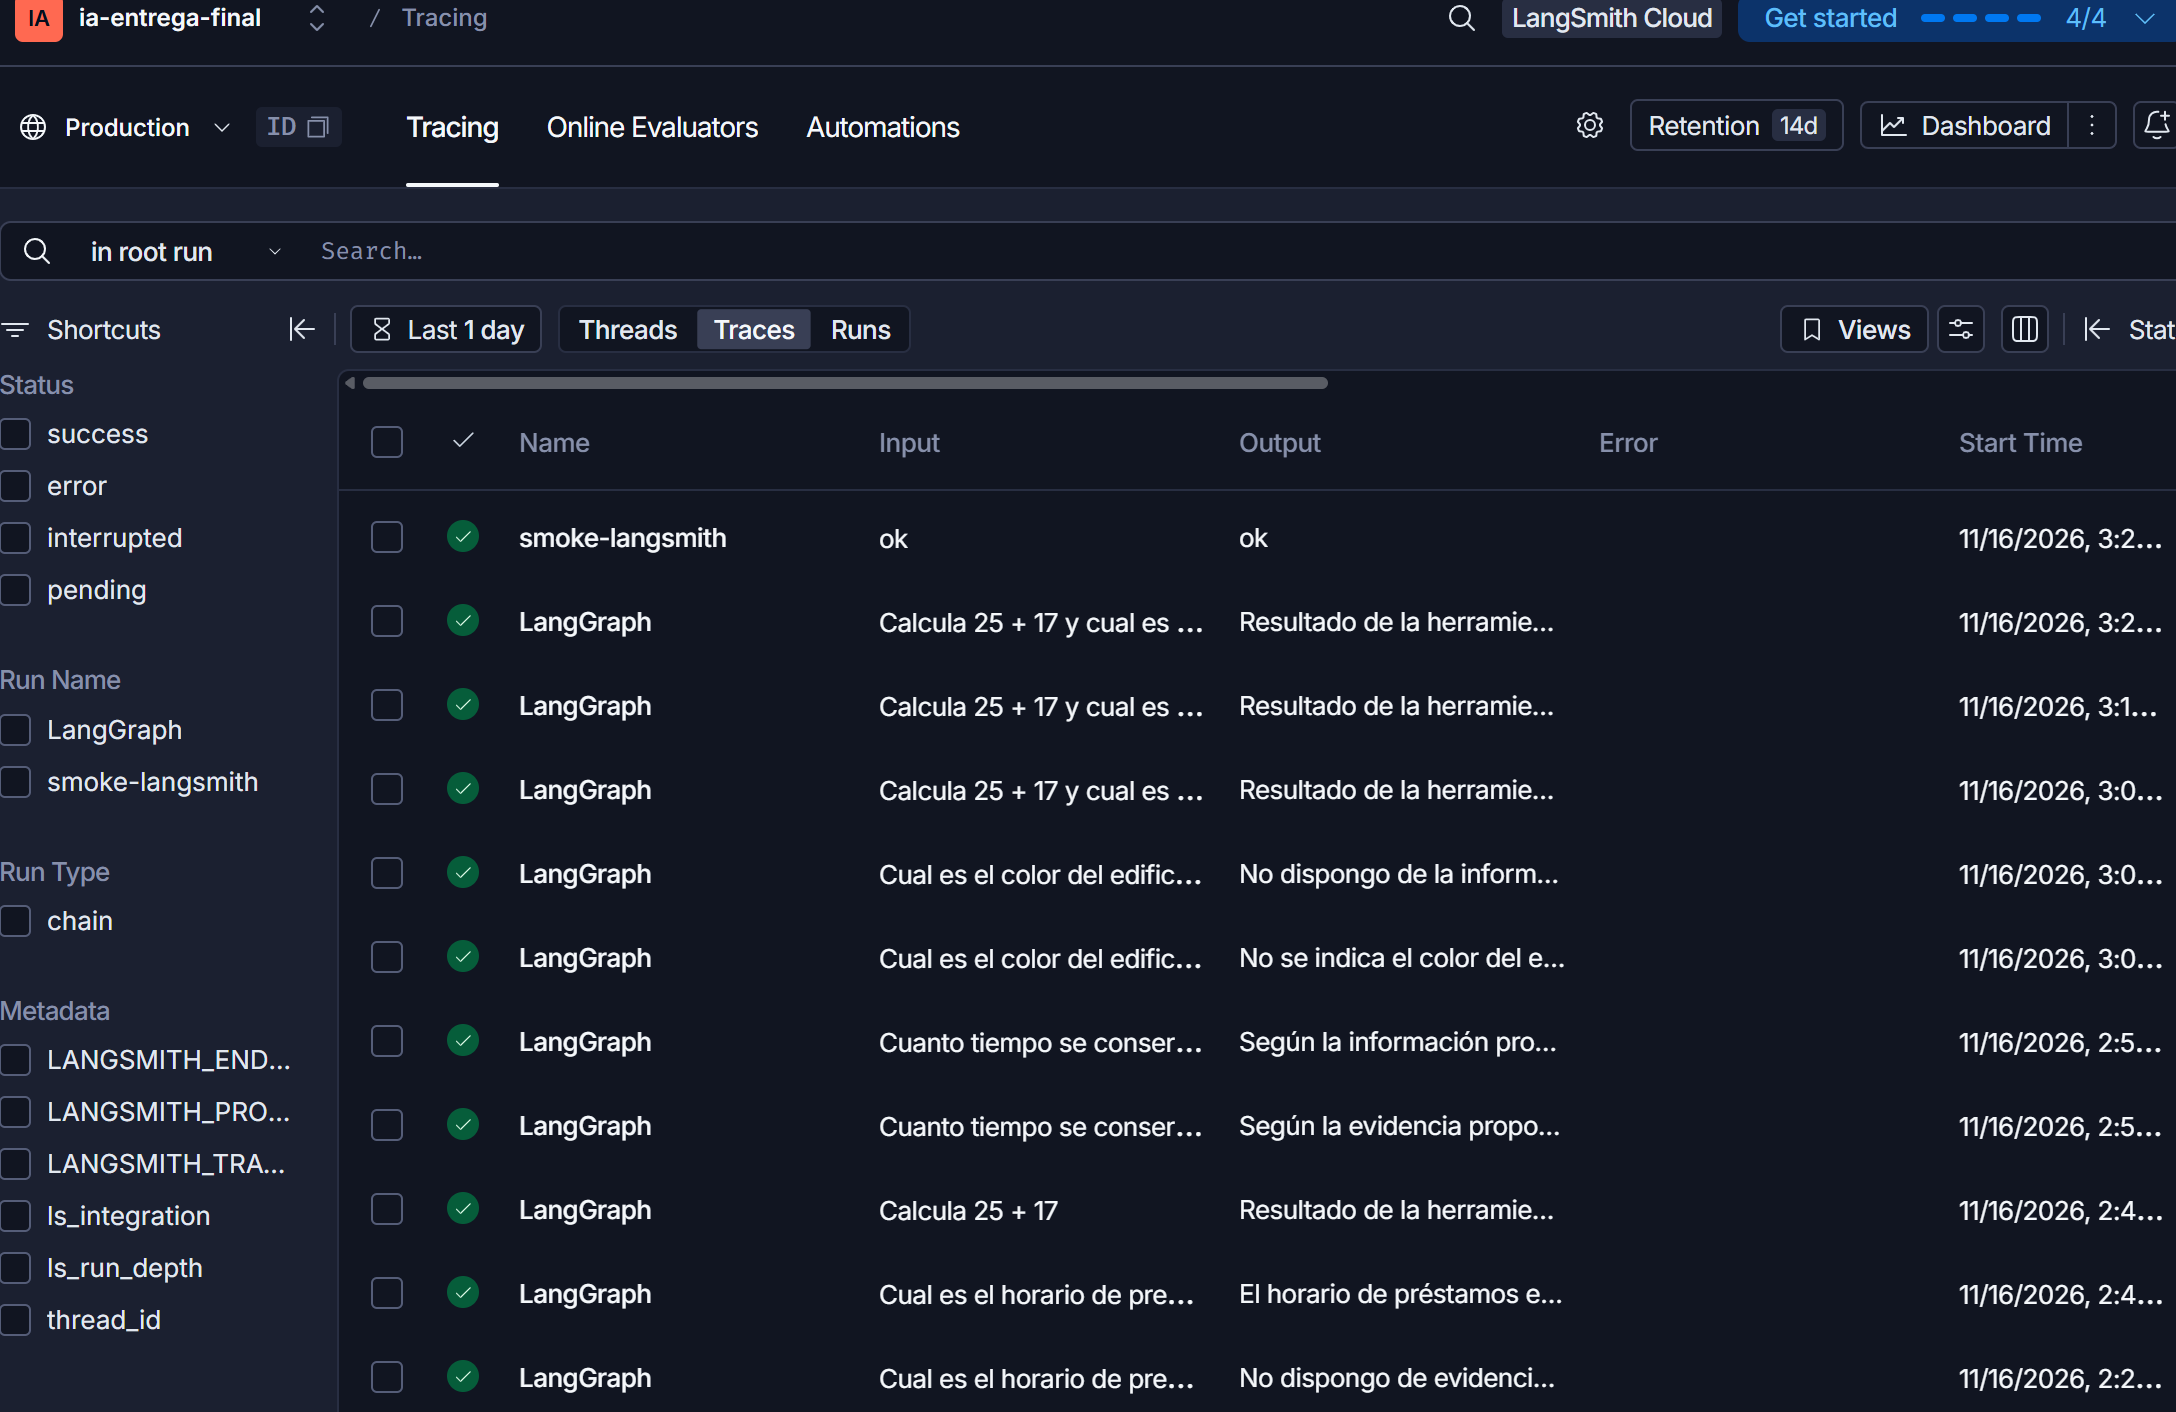 IA ia-entrega-final / Tracing LangSmith Cloud Get started 4/4
Production ID Tracing Online Evaluators Automations Retention 14d Dashboard
in root run Search…
Shortcuts Last 1 day Threads Traces Runs Views Stat
Status
success
error
interrupted
pending
Run Name
LangGraph
smoke-langsmith
Run Type
chain
Metadata
LANGSMITH_END...
LANGSMITH_PRO...
LANGSMITH_TRA...
ls_integration
ls_run_depth
thread_id
Name Input Output Error Start Time
smoke-langsmith ok ok 11/16/2026, 3:2...
LangGraph Calcula 25 + 17 y cual es ... Resultado de la herramie... 11/16/2026, 3:2...
LangGraph Calcula 25 + 17 y cual es ... Resultado de la herramie... 11/16/2026, 3:1...
LangGraph Calcula 25 + 17 y cual es ... Resultado de la herramie... 11/16/2026, 3:0...
LangGraph Cual es el color del edific... No dispongo de la inform... 11/16/2026, 3:0...
LangGraph Cual es el color del edific... No se indica el color del e... 11/16/2026, 3:0...
LangGraph Cuanto tiempo se conser... Según la información pro... 11/16/2026, 2:5...
LangGraph Cuanto tiempo se conser... Según la evidencia propo... 11/16/2026, 2:5...
LangGraph Calcula 25 + 17 Resultado de la herramie... 11/16/2026, 2:4...
LangGraph Cual es el horario de pre... El horario de préstamos e... 11/16/2026, 2:4...
LangGraph Cual es el horario de pre... No dispongo de evidenci... 11/16/2026, 2:2...